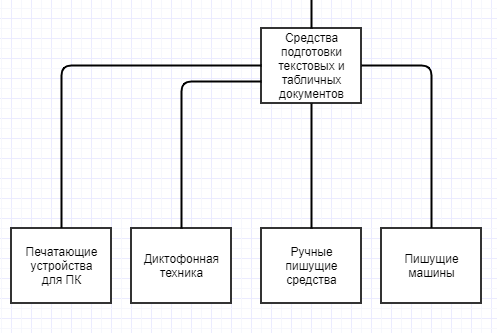 Средства
подготовки
текстовых и
табличных
документов
Печатающие
устройства
для ПК
Диктофонная
техника
Ручные
пишущие
средства
Пишущие
машины